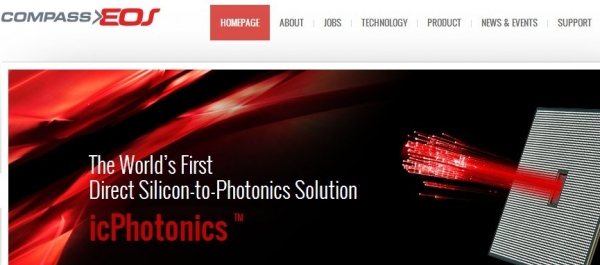 COMPASS EOS
HOMEPAGE ABOUT JOBS TECHNOLOGY PRODUCT NEWS & EVENTS SUPPORT
The World's First
Direct Silicon-to-Photonics Solution
icPhotonics ™